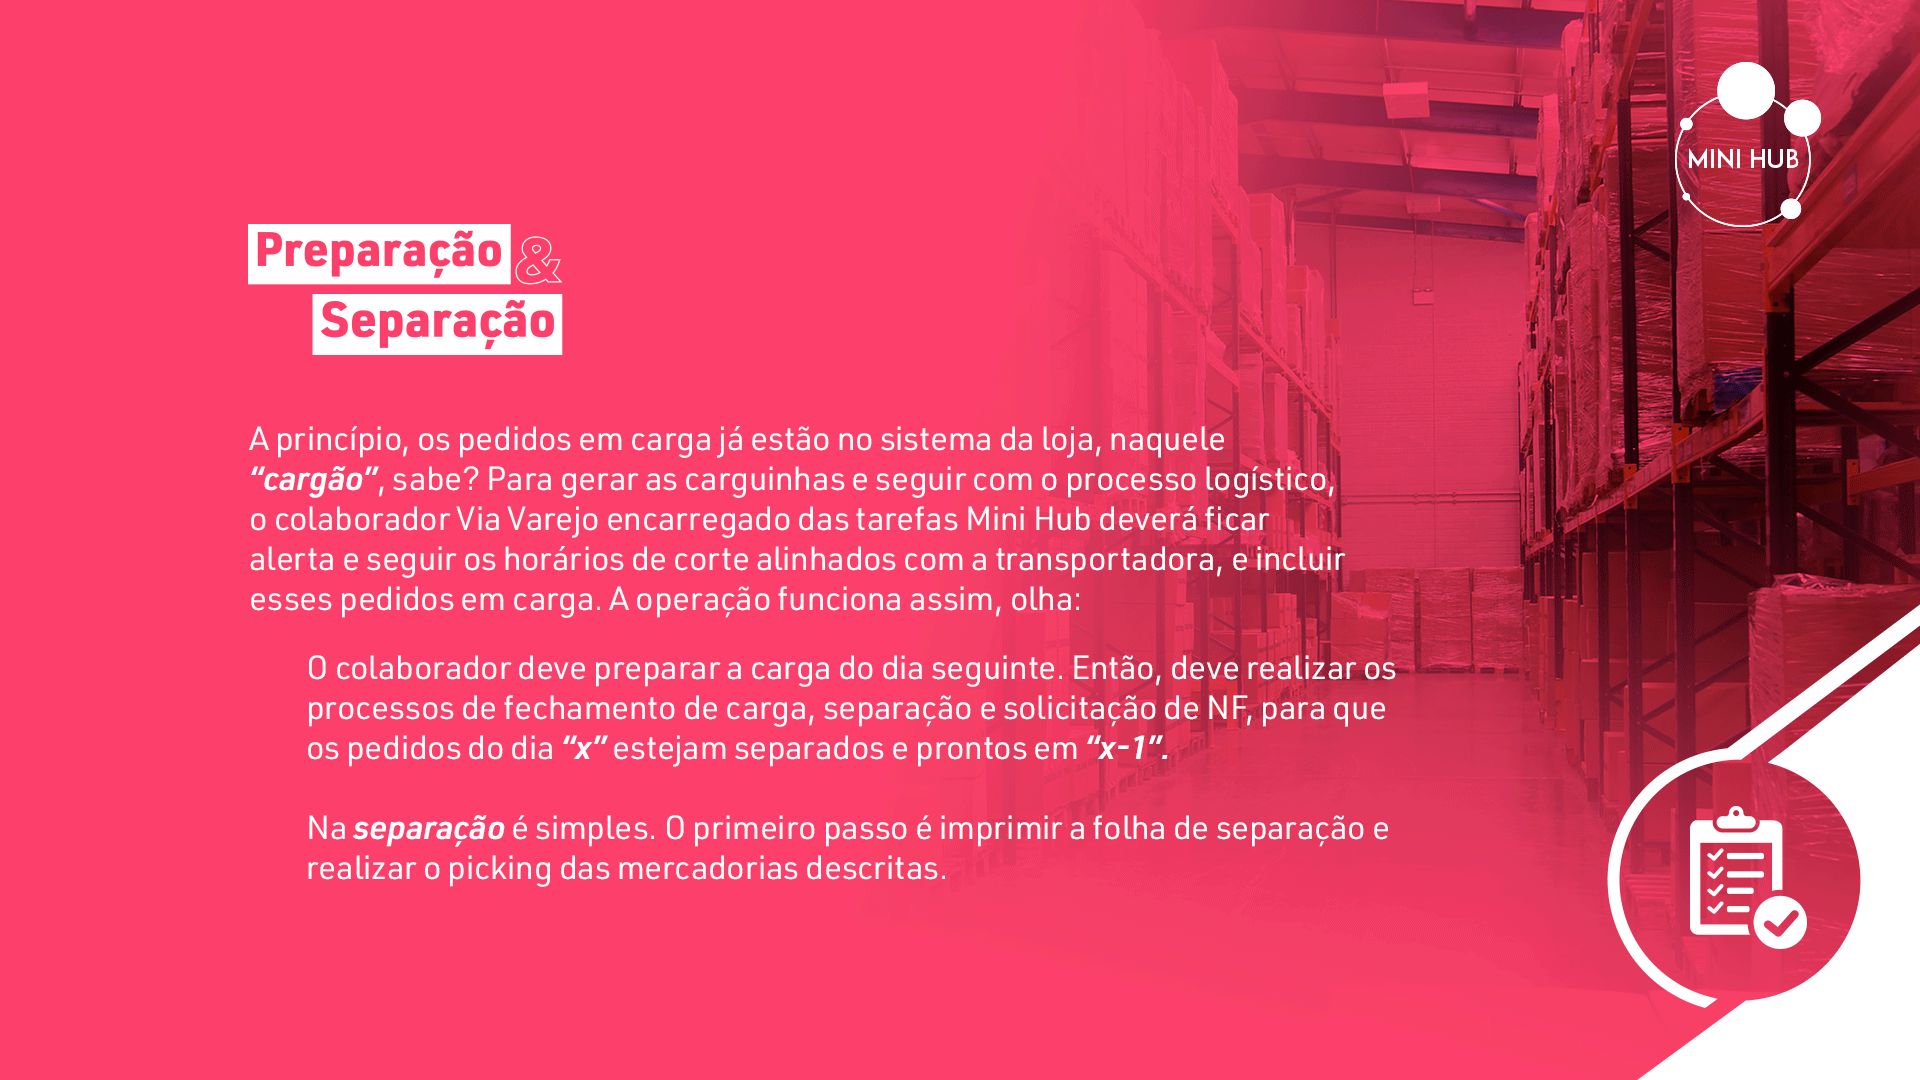 MINI HUB
Preparação &
Separação
A princípio, os pedidos em carga já estão no sistema da loja, naquele
“cargão”, sabe? Para gerar as carguinhas e seguir com o processo logístico,
o colaborador Via Varejo encarregado das tarefas Mini Hub deverá ficar
alerta e seguir os horários de corte alinhados com a transportadora, e incluir
esses pedidos em carga. A operação funciona assim, olha:
O colaborador deve preparar a carga do dia seguinte. Então, deve realizar os
processos de fechamento de carga, separação e solicitação de NF, para que
os pedidos do dia “x” estejam separados e prontos em “x-1”.
Na separação é simples. O primeiro passo é imprimir a folha de separação e
realizar o picking das mercadorias descritas.